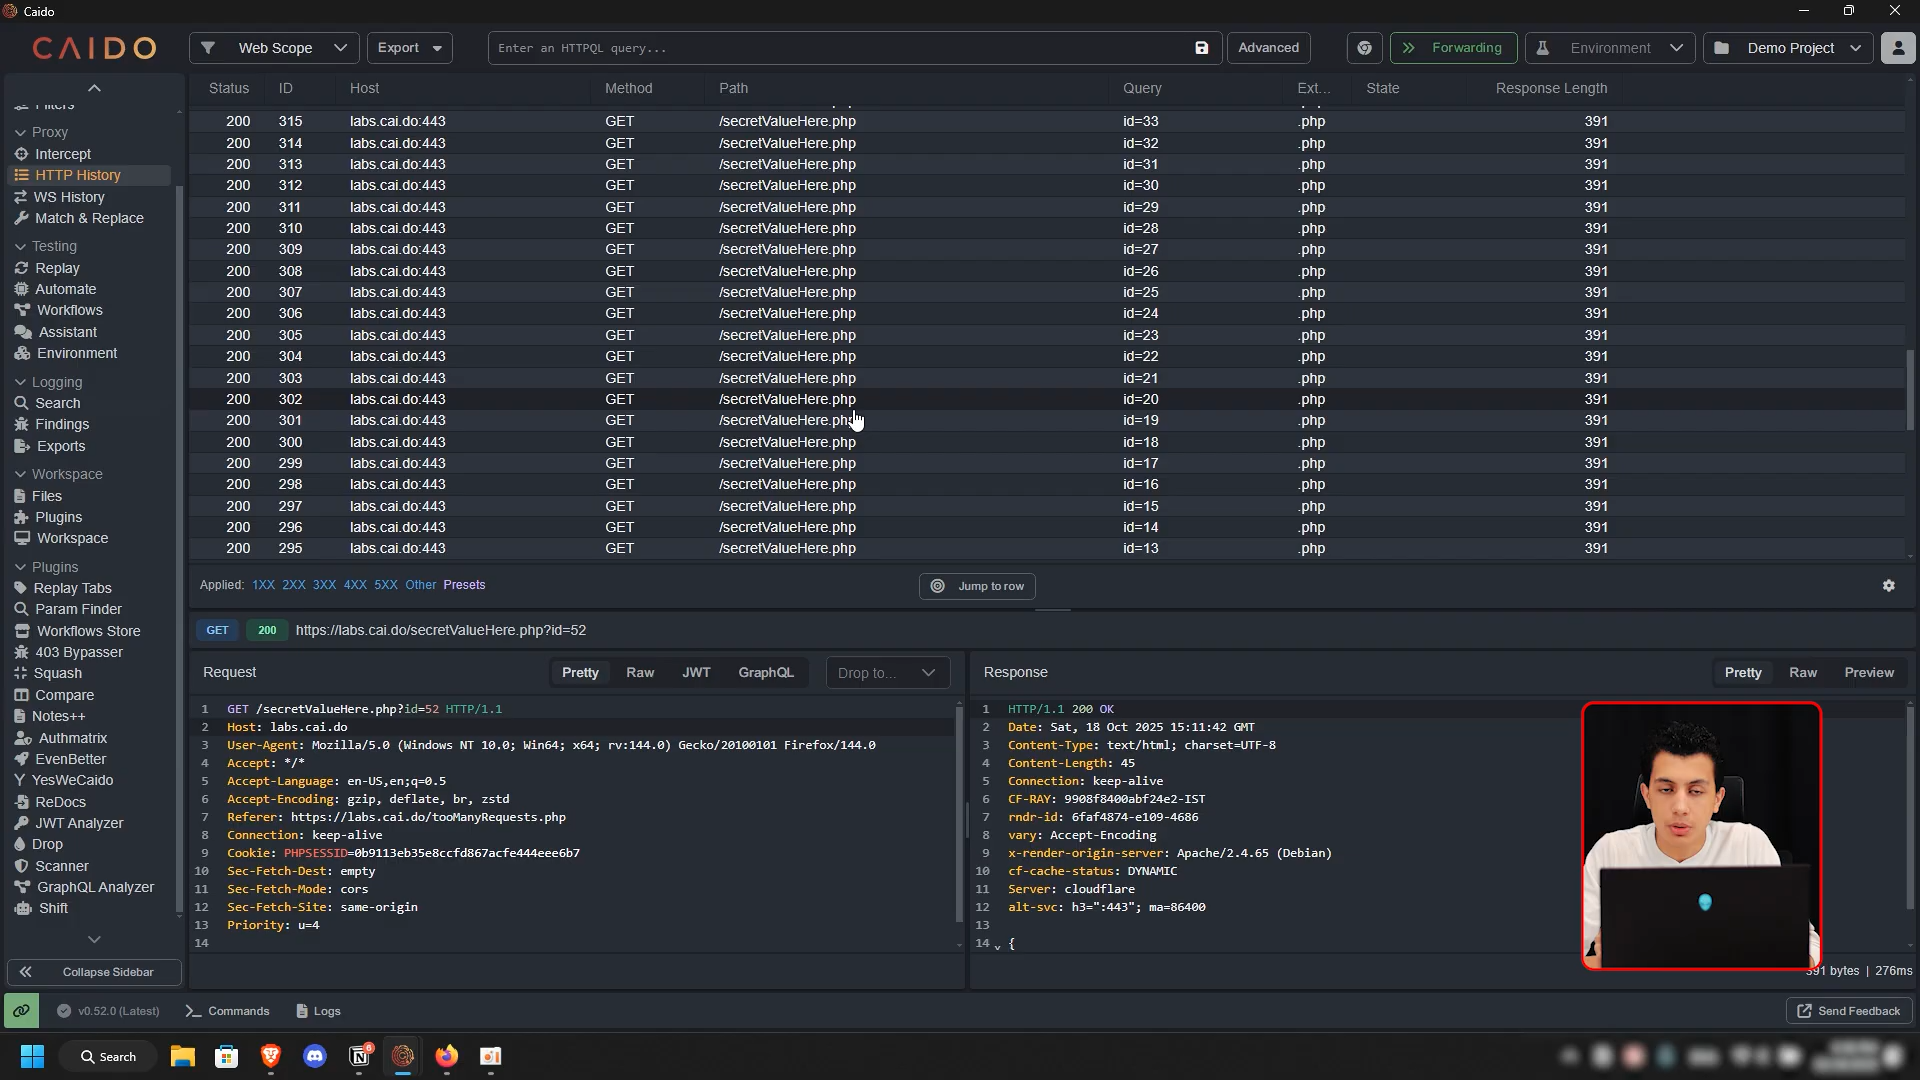 Caido
CAIDO
Web Scope
Export
Enter an HTTPQL query...
Advanced
Forwarding
Environment
Demo Project
Status ID Host Method Path Query Ext... State Response Length
200 315 labs.cai.do:443 GET /secretValueHere.php id=33 .php 391
200 314 labs.cai.do:443 GET /secretValueHere.php id=32 .php 391
200 313 labs.cai.do:443 GET /secretValueHere.php id=31 .php 391
200 312 labs.cai.do:443 GET /secretValueHere.php id=30 .php 391
200 311 labs.cai.do:443 GET /secretValueHere.php id=29 .php 391
200 310 labs.cai.do:443 GET /secretValueHere.php id=28 .php 391
200 309 labs.cai.do:443 GET /secretValueHere.php id=27 .php 391
200 308 labs.cai.do:443 GET /secretValueHere.php id=26 .php 391
200 307 labs.cai.do:443 GET /secretValueHere.php id=25 .php 391
200 306 labs.cai.do:443 GET /secretValueHere.php id=24 .php 391
200 305 labs.cai.do:443 GET /secretValueHere.php id=23 .php 391
200 304 labs.cai.do:443 GET /secretValueHere.php id=22 .php 391
200 303 labs.cai.do:443 GET /secretValueHere.php id=21 .php 391
200 302 labs.cai.do:443 GET /secretValueHere.php id=20 .php 391
200 301 labs.cai.do:443 GET /secretValueHere.php id=19 .php 391
200 300 labs.cai.do:443 GET /secretValueHere.php id=18 .php 391
200 299 labs.cai.do:443 GET /secretValueHere.php id=17 .php 391
200 298 labs.cai.do:443 GET /secretValueHere.php id=16 .php 391
200 297 labs.cai.do:443 GET /secretValueHere.php id=15 .php 391
200 296 labs.cai.do:443 GET /secretValueHere.php id=14 .php 391
200 295 labs.cai.do:443 GET /secretValueHere.php id=13 .php 391
Filters
Proxy
Intercept
HTTP History
WS History
Match & Replace
Testing
Replay
Automate
Workflows
Assistant
Environment
Logging
Search
Findings
Exports
Workspace
Files
Plugins
Workspace
Plugins
Replay Tabs
Param Finder
Workflows Store
403 Bypasser
Squash
Compare
Notes++
Authmatrix
EvenBetter
YesWeCaido
ReDocs
JWT Analyzer
Drop
Scanner
GraphQL Analyzer
Shift
Collapse Sidebar
Applied: 1XX 2XX 3XX 4XX 5XX Other Presets
Jump to row
GET 200 https://labs.cai.do/secretValueHere.php?id=52
Request Pretty Raw JWT GraphQL Drop to...
1 GET /secretValueHere.php?id=52 HTTP/1.1
2 Host: labs.cai.do
3 User-Agent: Mozilla/5.0 (Windows NT 10.0; Win64; x64; rv:144.0) Gecko/20100101 Firefox/144.0
4 Accept: */*
5 Accept-Language: en-US,en;q=0.5
6 Accept-Encoding: gzip, deflate, br, zstd
7 Referer: https://labs.cai.do/tooManyRequests.php
8 Connection: keep-alive
9 Cookie: PHPSESSID=0b9113eb35e8ccfd867acfe444eee6b7
10 Sec-Fetch-Dest: empty
11 Sec-Fetch-Mode: cors
12 Sec-Fetch-Site: same-origin
13 Priority: u=4
14
Response Pretty Raw Preview
1 HTTP/1.1 200 OK
2 Date: Sat, 18 Oct 2025 15:11:42 GMT
3 Content-Type: text/html; charset=UTF-8
4 Content-Length: 45
5 Connection: keep-alive
6 CF-RAY: 9908f8400abf24e2-IST
7 rndr-id: 6faf4874-e109-4686
8 vary: Accept-Encoding
9 x-render-origin-server: Apache/2.4.65 (Debian)
10 cf-cache-status: DYNAMIC
11 Server: cloudflare
12 alt-svc: h3=":443"; ma=86400
13
14 {
391 bytes | 276ms
v0.52.0 (Latest)
Commands
Logs
Send Feedback
Search
6